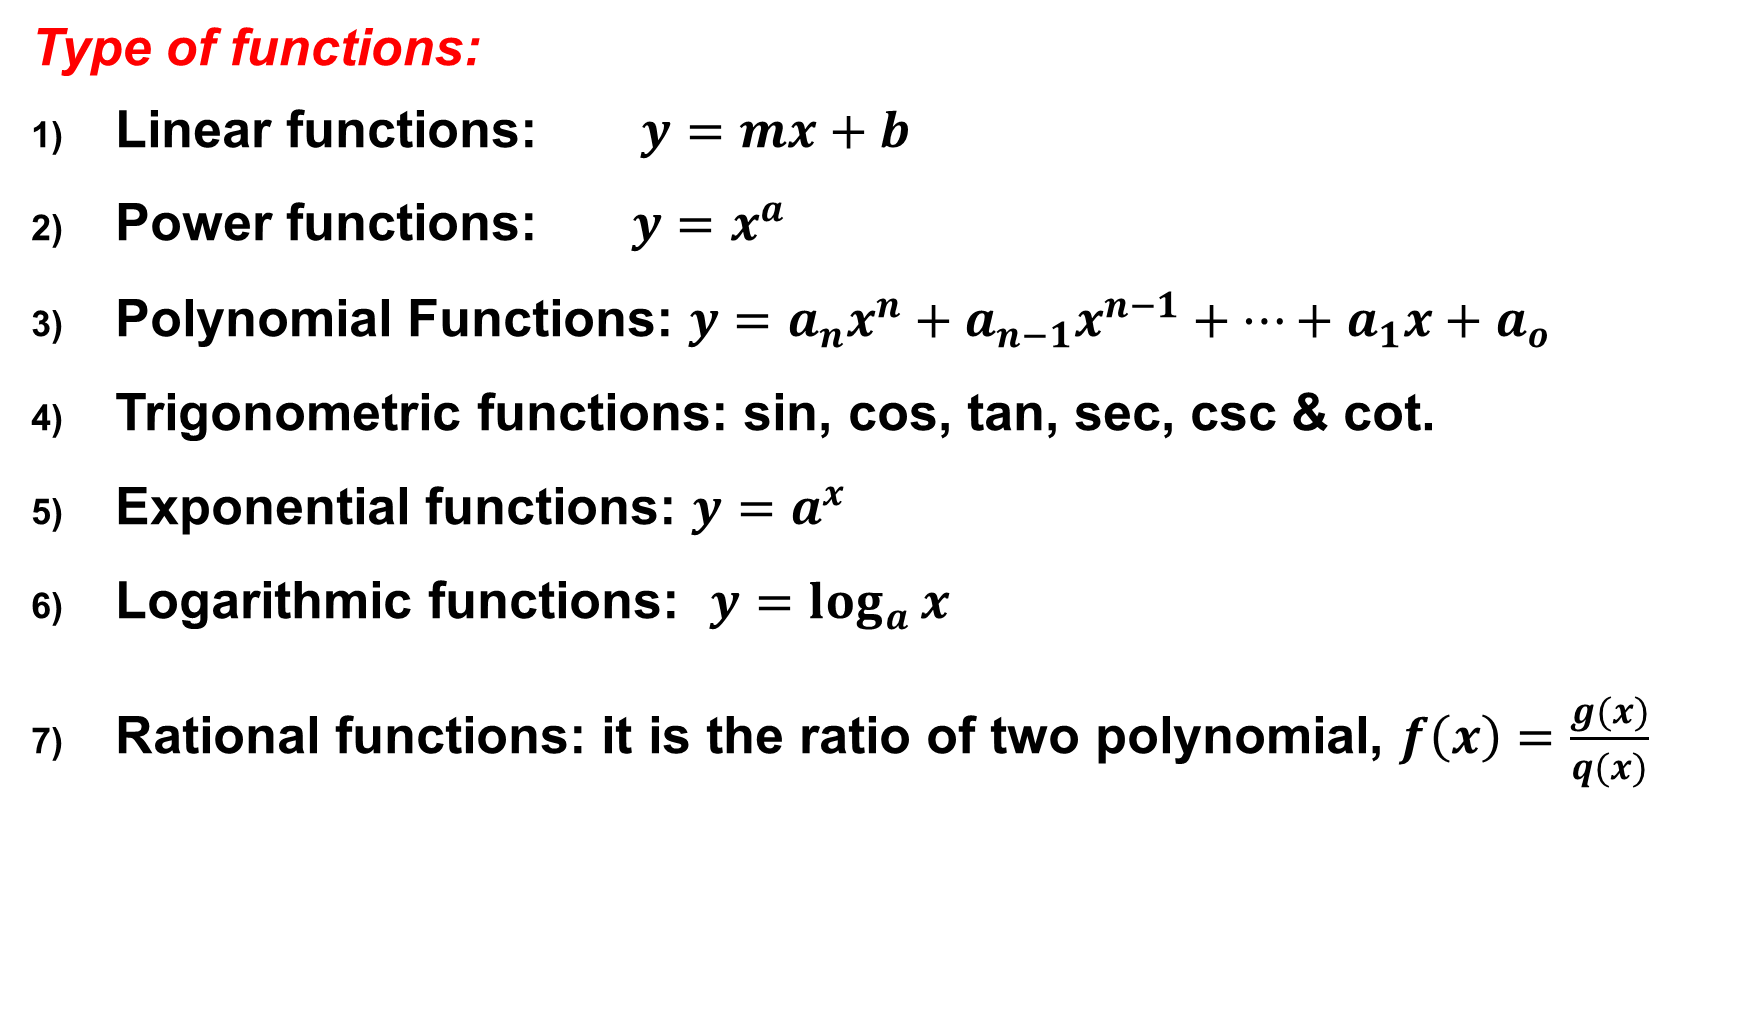 Type of functions:
1) Linear functions: y = mx + b
2) Power functions: y = x^a
3) Polynomial Functions: y = a_n x^n + a_{n−1} x^{n−1} + ⋯ + a_1 x + a_o
4) Trigonometric functions: sin, cos, tan, sec, csc & cot.
5) Exponential functions: y = a^x
6) Logarithmic functions: y = log_a x
7) Rational functions: it is the ratio of two polynomial, f(x) = g(x)/q(x)